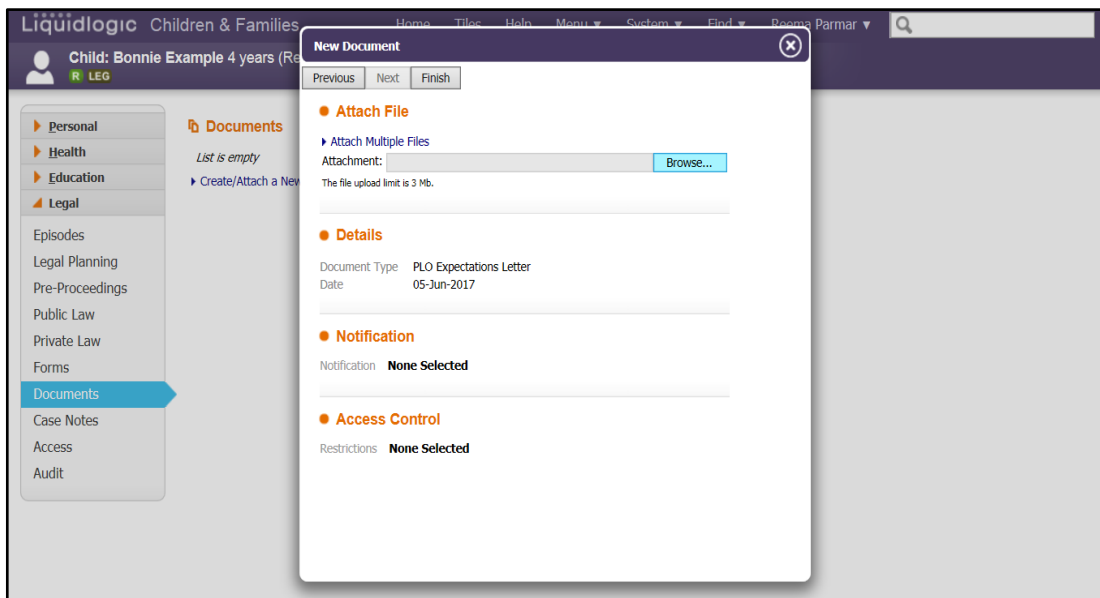 Liquidlogic Children & Families Home Tiles Help Menu System Find Reema Parmar
Child: Bonnie Example 4 years (Re
R LEG
New Document
Previous Next Finish
Attach File
Attach Multiple Files
Attachment: Browse...
The file upload limit is 3 Mb.
Details
Document Type PLO Expectations Letter
Date 05-Jun-2017
Notification
Notification None Selected
Access Control
Restrictions None Selected
Personal
Health
Education
Legal
Episodes
Legal Planning
Pre-Proceedings
Public Law
Private Law
Forms
Documents
Case Notes
Access
Audit
Documents
List is empty
Create/Attach a New